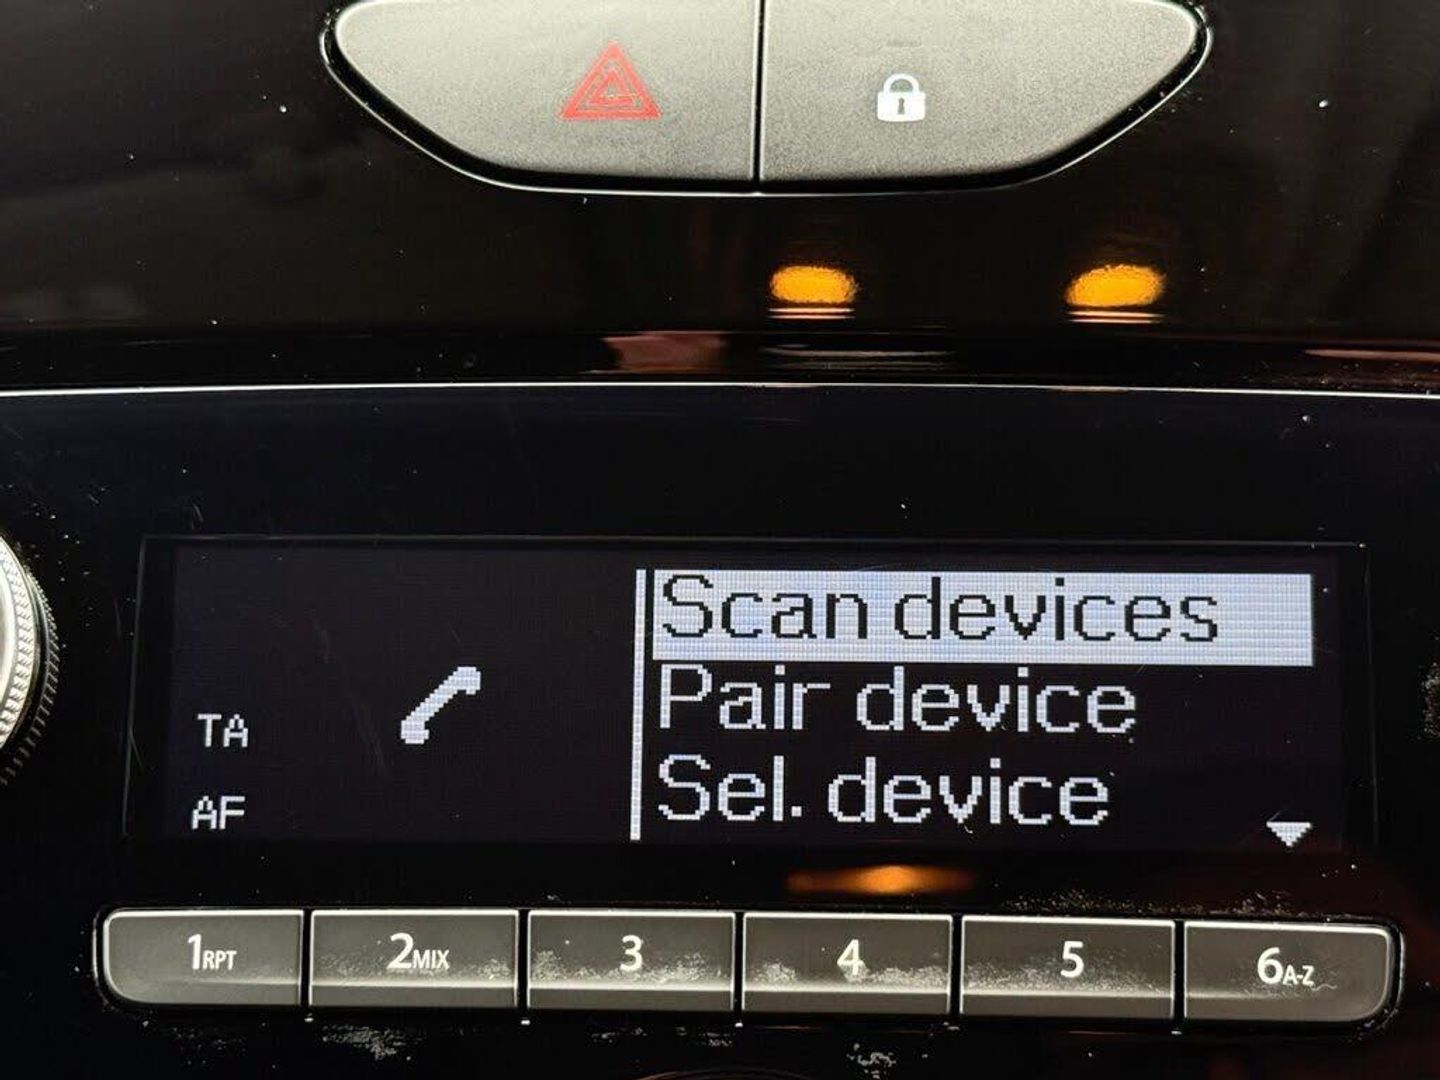 Scan devices
Pair device
Sel. device
TA
AF
1RPT
2MIX
3
4
5
6A-Z